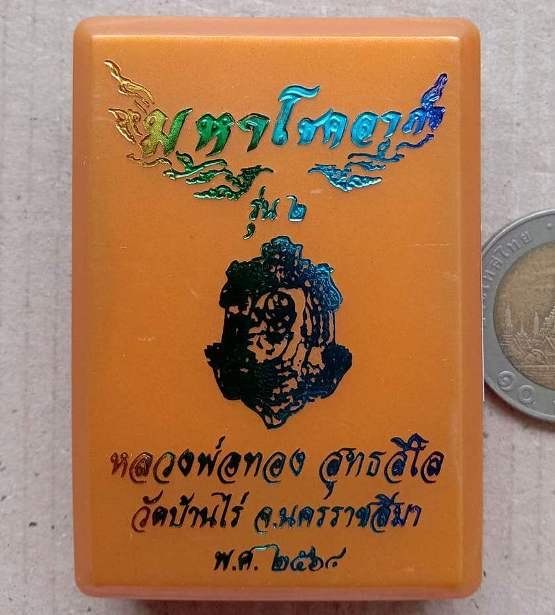 มหาโชคลาภ
รุ่น ๒
หลวงพ่อทอง สุทธสีโล
วัดบ้านไร่ จ.นครราชสีมา
พ.ศ. ๒๕๖๔
๑๐